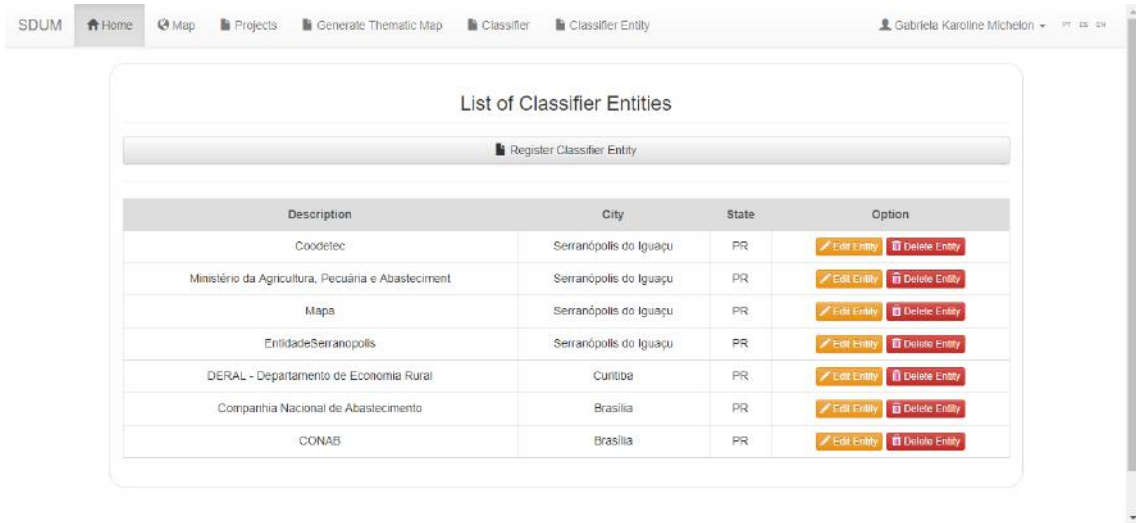 SDUM Home Map Projects Generate Thematic Map Classifier Classifier Entity Gabriela Karoline Michelon PT ES EN
List of Classifier Entities
Register Classifier Entity
Description City State Option
Coodetec Serranópolis do Iguaçu PR Edit Entity Delete Entity
Ministério da Agricultura, Pecuária e Abasteciment Serranópolis do Iguaçu PR Edit Entity Delete Entity
Mapa Serranópolis do Iguaçu PR Edit Entity Delete Entity
EntidadeSerranopolis Serranópolis do Iguaçu PR Edit Entity Delete Entity
DERAL - Departamento de Economia Rural Curitiba PR Edit Entity Delete Entity
Companhia Nacional de Abastecimento Brasília PR Edit Entity Delete Entity
CONAB Brasília PR Edit Entity Delete Entity